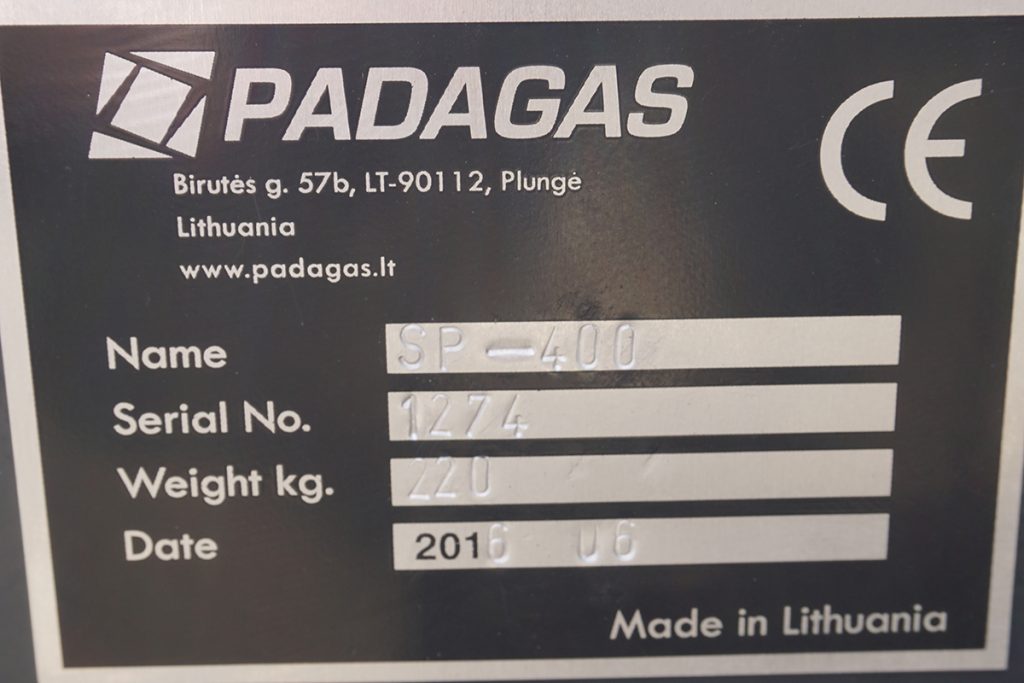 PADAGAS
CE
Birutės g. 57b, LT-90112, Plungė
Lithuania
www.padagas.lt
Name SP-400
Serial No. 1274
Weight kg. 220
Date 2016 06
Made in Lithuania